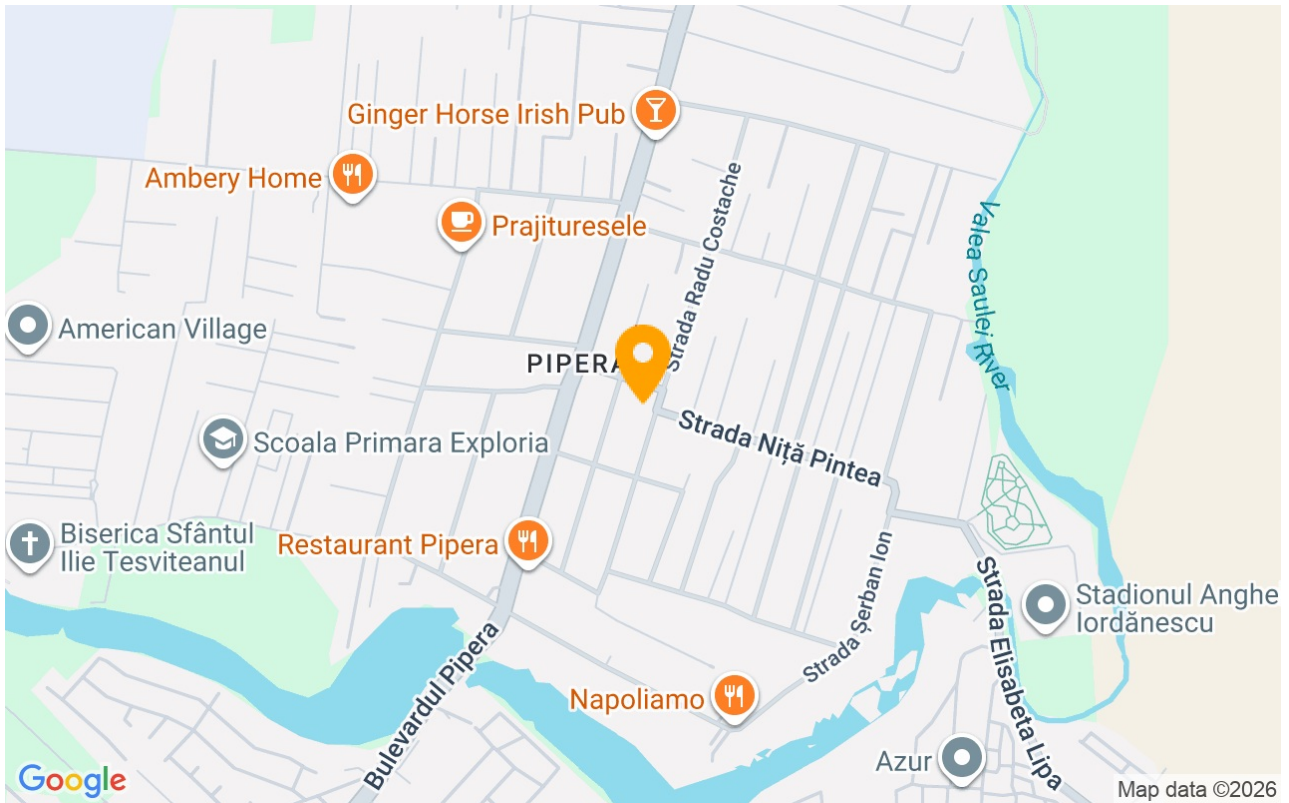 Ginger Horse Irish Pub
Ambery Home
Prajituresele
Strada Radu Costache
Valea Saulei River
American Village
PIPERA
Strada Niță Pintea
Scoala Primara Exploria
Biserica Sfântul
Ilie Tesviteanul
Restaurant Pipera
Strada Șerban Ion
Strada Elisabeta Lipa
Stadionul Anghe
Iordănescu
Bulevardul Pipera
Napoliamo
Azur
Google
Map data ©2026